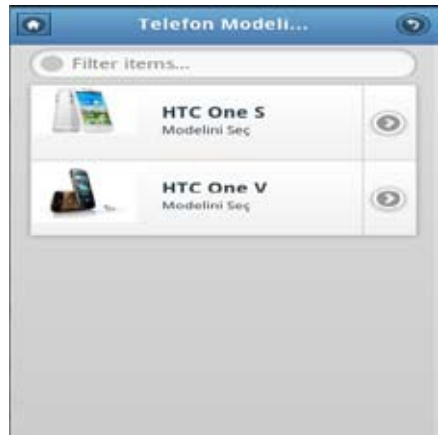 Telefon Modeli...
Filter items...
HTC One S
Modelini Seç
HTC One V
Modelini Seç